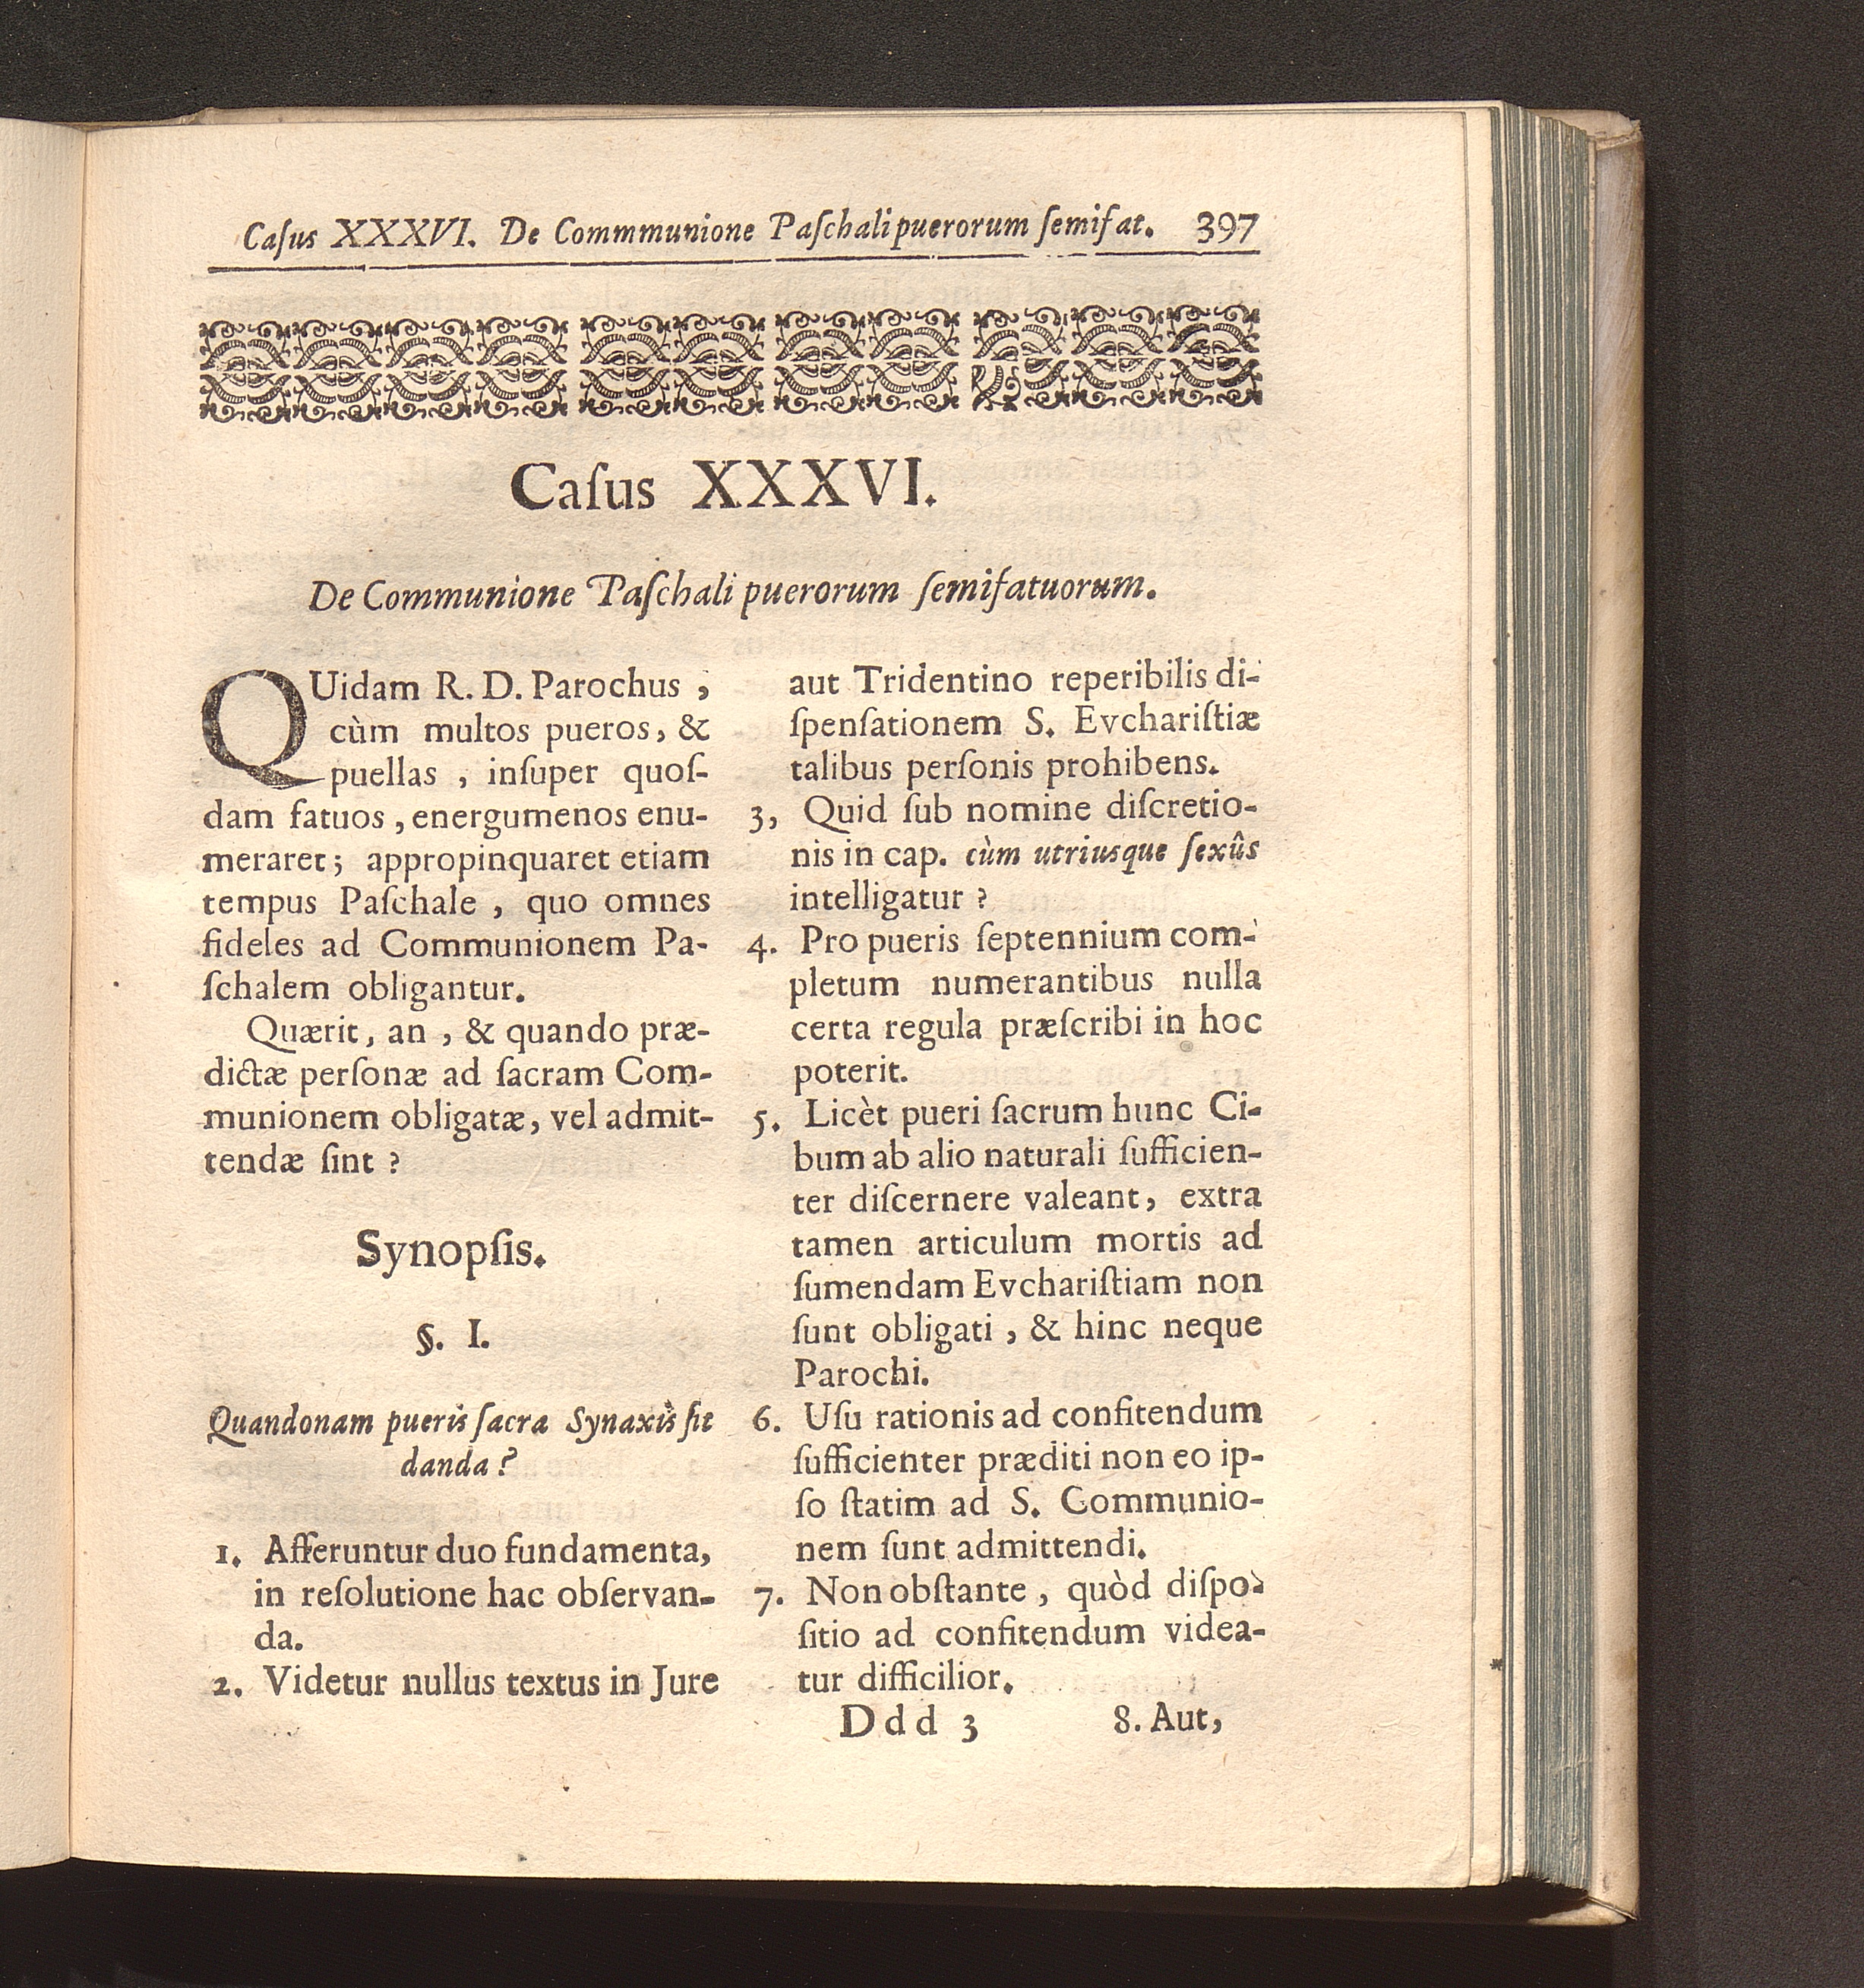 Caſus XXXVI. De Commmunione Paſchali puerorum ſemifat. 397
Caſus XXXVI.
De Communione Paſchali puerorum ſemifatuorum.
QUidam R. D. Parochus ,
cùm multos pueros, &
puellas , inſuper quoſ-
dam fatuos , energumenos enu-
meraret; appropinquaret etiam
tempus Paſchale , quo omnes
fideles ad Communionem Pa-
ſchalem obligantur.
Quærit, an , & quando præ-
dictæ perſonæ ad ſacram Com-
munionem obligatæ, vel admit-
tendæ ſint ?
Synopſis.
§. I.
Quandonam pueris ſacra Synaxis ſit
danda ?
1. Afferuntur duo fundamenta,
in reſolutione hac obſervan-
da.
2. Videtur nullus textus in Jure
aut Tridentino reperibilis di-
ſpenſationem S. Evchariſtiæ
talibus perſonis prohibens.
3, Quid ſub nomine diſcretio-
nis in cap. cùm utriusque ſexûs
intelligatur ?
4. Pro pueris ſeptennium com-
pletum numerantibus nulla
certa regula præſcribi in hoc
poterit.
5. Licèt pueri ſacrum hunc Ci-
bum ab alio naturali ſufficien-
ter diſcernere valeant, extra
tamen articulum mortis ad
ſumendam Evchariſtiam non
ſunt obligati , & hinc neque
Parochi.
6. Uſu rationis ad confitendum
ſufficienter præditi non eo ip-
ſo ſtatim ad S. Communio-
nem ſunt admittendi.
7. Non obſtante , quòd diſpo-
ſitio ad confitendum videa-
tur difficilior.
Ddd 3 8. Aut,